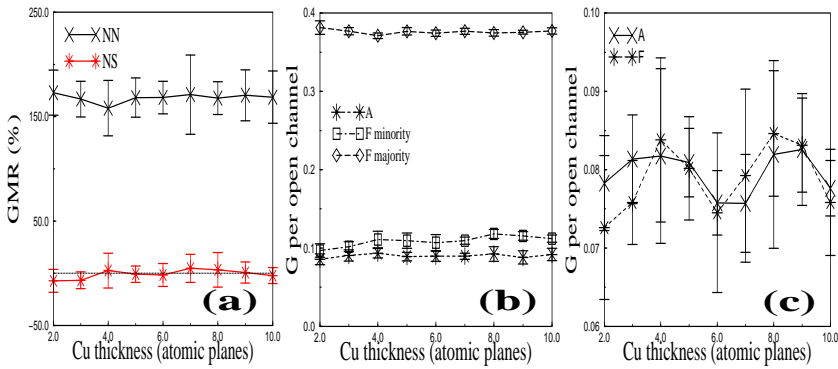 250.0
150.0
50.0
−50.0
GMR (%)
NN
NS
(a)
2.0 4.0 6.0 8.0 10.0
Cu thickness (atomic planes)
0.4
0.3
0.2
0.1
0.0
G per open channel
A
F minority
F majority
(b)
2.0 4.0 6.0 8.0 10.0
Cu thickness (atomic planes)
0.10
0.09
0.08
0.07
0.06
G per open channel
A
F
(c)
2.0 4.0 6.0 8.0 10.0
Cu thickness (atomic planes)